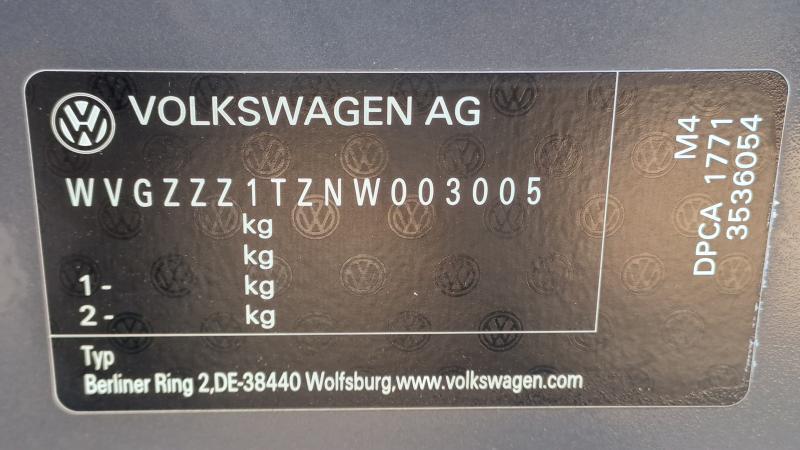 VOLKSWAGEN AG
WVGZZZ1TZNW003005
kg
kg
1- kg
2- kg
Typ
Berliner Ring 2,DE-38440 Wolfsburg,www.volkswagen.com
M4
DPCA 1771
3536054